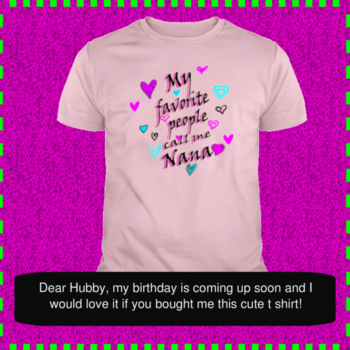 My
favorite
people
call me
Nana
Dear Hubby, my birthday is coming up soon and I
would love it if you bought me this cute t shirt!